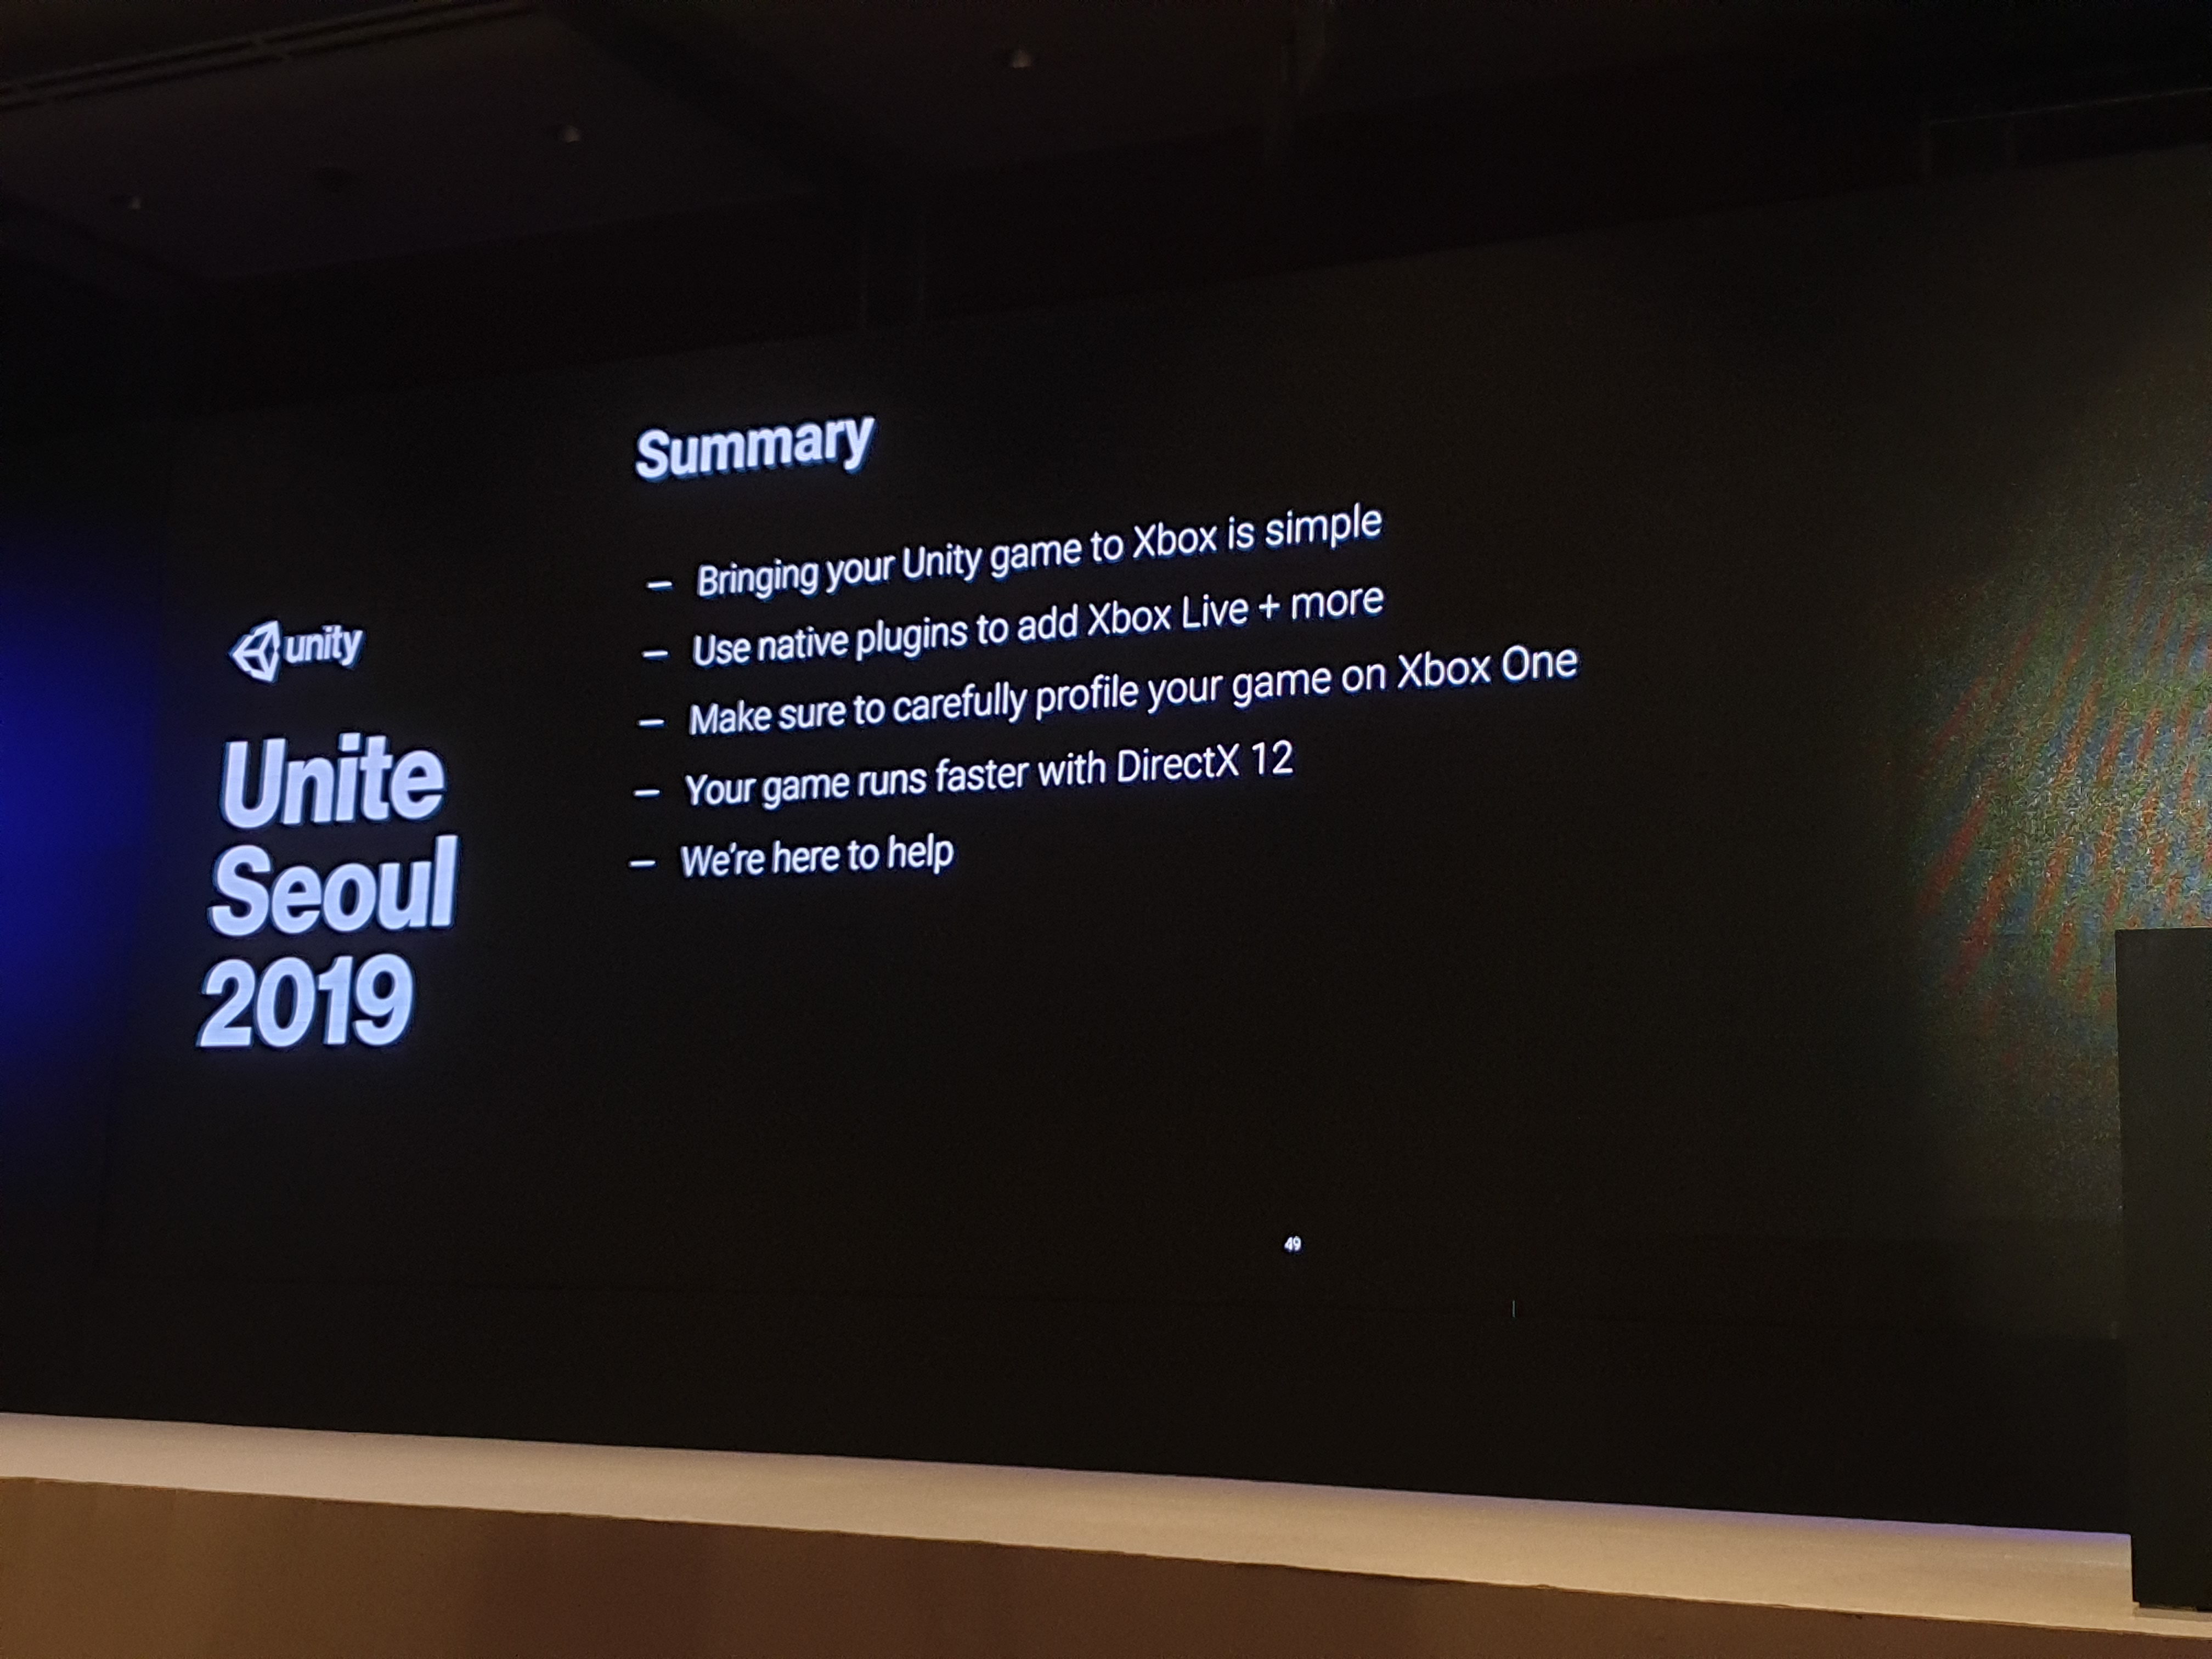 unity
Unite
Seoul
2019
Summary
– Bringing your Unity game to Xbox is simple
– Use native plugins to add Xbox Live + more
– Make sure to carefully profile your game on Xbox One
– Your game runs faster with DirectX 12
– We're here to help
49